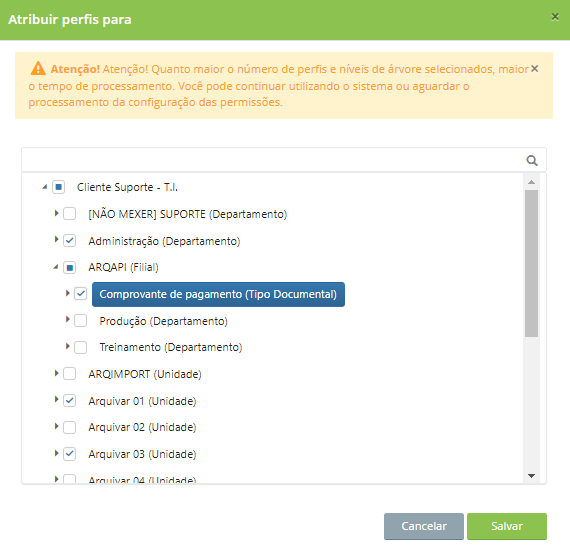 Atribuir perfis para
Atenção! Atenção! Quanto maior o número de perfis e níveis de árvore selecionados, maior
o tempo de processamento. Você pode continuar utilizando o sistema ou aguardar o
processamento da configuração das permissões.
Cliente Suporte - T.I.
[NÃO MEXER] SUPORTE (Departamento)
Administração (Departamento)
ARQAPI (Filial)
Comprovante de pagamento (Tipo Documental)
Produção (Departamento)
Treinamento (Departamento)
ARQIMPORT (Unidade)
Arquivar 01 (Unidade)
Arquivar 02 (Unidade)
Arquivar 03 (Unidade)
Arquivar 04 (Unidade)
Cancelar
Salvar